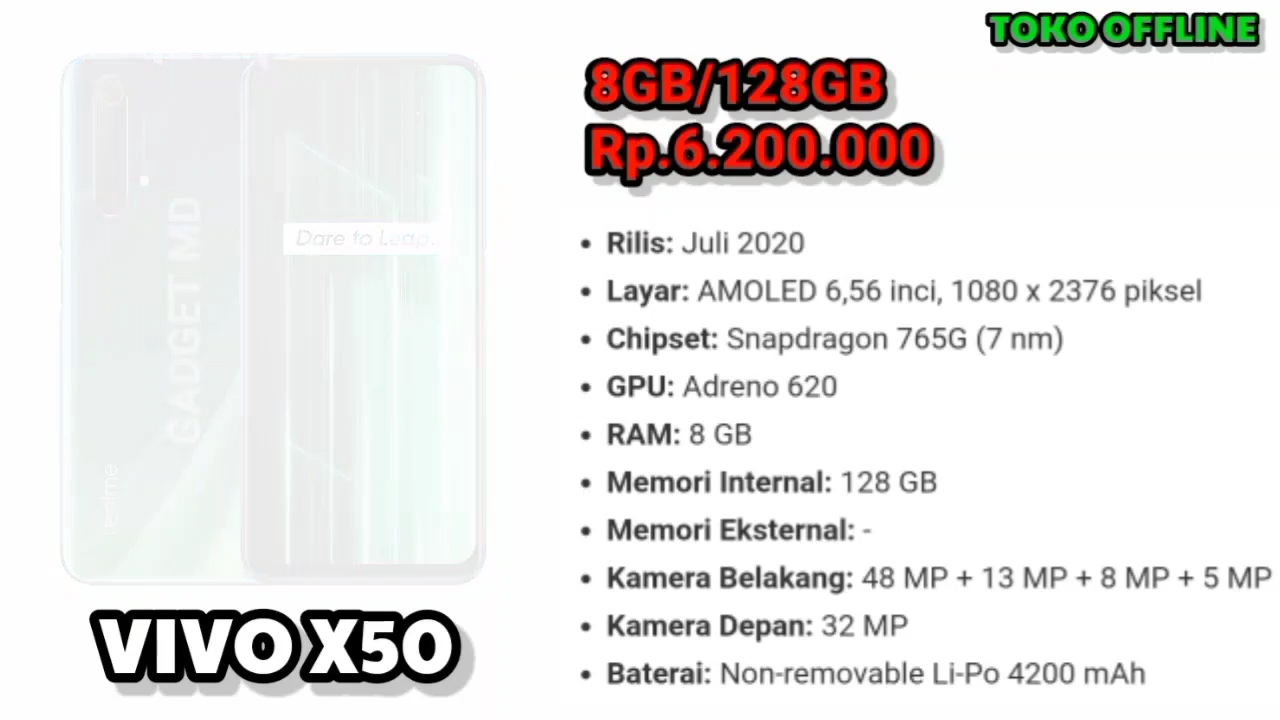 TOKO OFFLINE
8GB/128GB
Rp.6.200.000
Dare to Leap.
GADGET MD
realme
VIVO X50
• Rilis: Juli 2020
• Layar: AMOLED 6,56 inci, 1080 x 2376 piksel
• Chipset: Snapdragon 765G (7 nm)
• GPU: Adreno 620
• RAM: 8 GB
• Memori Internal: 128 GB
• Memori Eksternal: -
• Kamera Belakang: 48 MP + 13 MP + 8 MP + 5 MP
• Kamera Depan: 32 MP
• Baterai: Non-removable Li-Po 4200 mAh